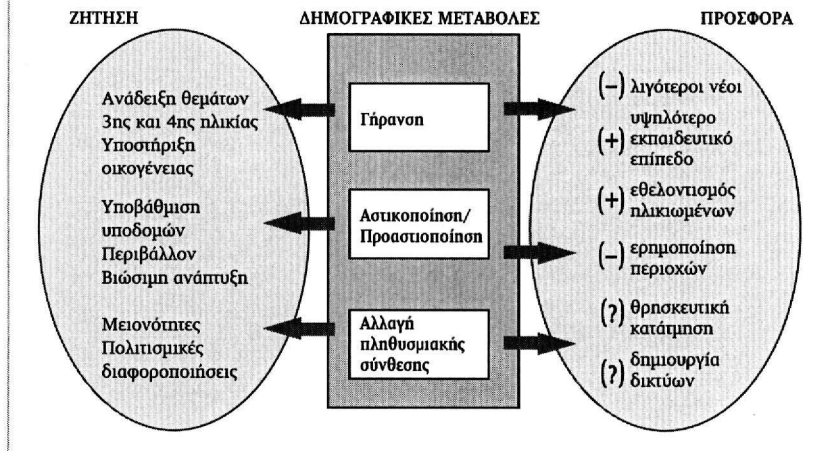 ΖΗΤΗΣΗ
ΔΗΜΟΓΡΑΦΙΚΕΣ ΜΕΤΑΒΟΛΕΣ
ΠΡΟΣΦΟΡΑ
Ανάδειξη θεμάτων
3ης και 4ης ηλικίας
Υποστήριξη
οικογένειας
Υποβάθμιση
υποδομών
Περιβάλλον
Βιώσιμη ανάπτυξη
Μειονότητες
Πολιτισμικές
διαφοροποιήσεις
Γήρανση
Αστικοποίηση/
Προαστιοποίηση
Αλλαγή
πληθυσμιακής
σύνθεσης
(−) λιγότεροι νέοι
υψηλότερο
(+) εκπαιδευτικό
επίπεδο
(+) εθελοντισμός
ηλικιωμένων
(−) ερημοποίηση
περιοχών
(?) θρησκευτική
κατάτμηση
(?) δημιουργία
δικτύων